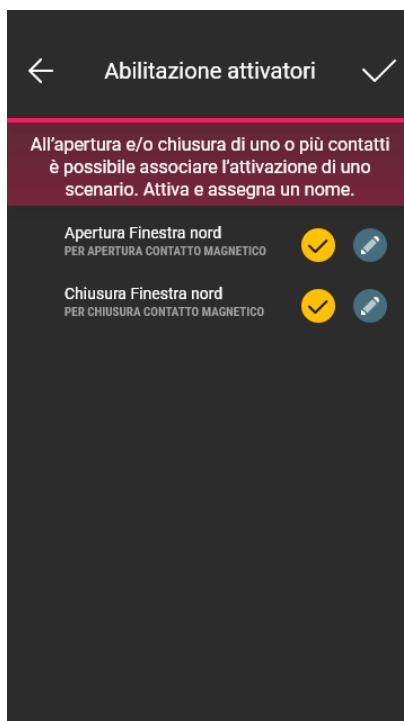 Abilitazione attivatori
All'apertura e/o chiusura di uno o più contatti
è possibile associare l'attivazione di uno
scenario. Attiva e assegna un nome.
Apertura Finestra nord
PER APERTURA CONTATTO MAGNETICO
Chiusura Finestra nord
PER CHIUSURA CONTATTO MAGNETICO